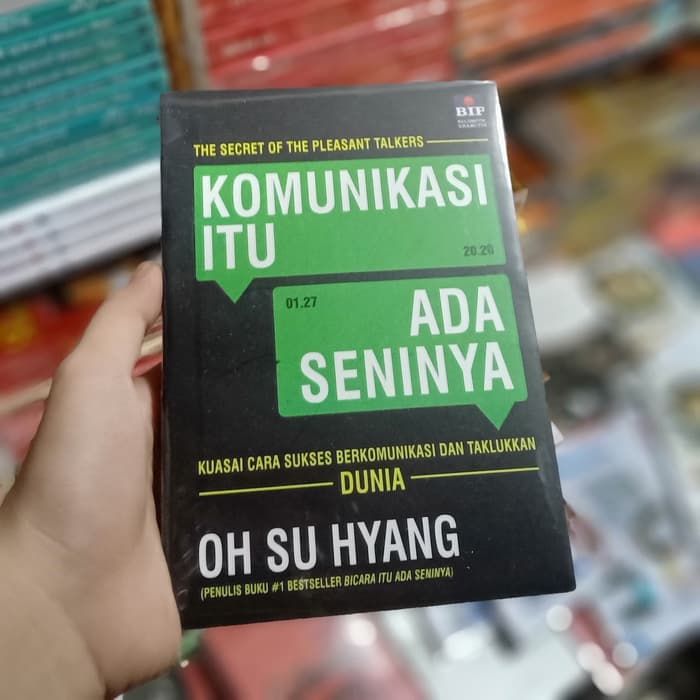 BIP
THE SECRET OF THE PLEASANT TALKERS
KOMUNIKASI
ITU
20.20
01.27
ADA
SENINYA
KUASAI CARA SUKSES BERKOMUNIKASI DAN TAKLUKKAN
DUNIA
OH SU HYANG
(PENULIS BUKU #1 BESTSELLER BICARA ITU ADA SENINYA)